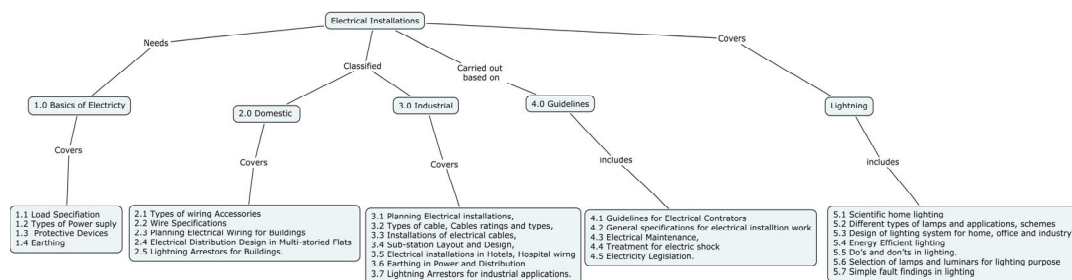 Electrical Installations
Needs
Classified
Carried out
based on
Covers
1.0 Basics of Electricty
2.0 Domestic
3.0 Industrial
4.0 Guidelines
Lightning
Covers
Covers
Covers
includes
includes
1.1 Load Specifiation
1.2 Types of Power suply
1.3 Protective Devices
1.4 Earthing
2.1 Types of wiring Accessories
2.2 Wire Specifications
2.3 Planning Electrical Wiring for Buildings
2.4 Electrical Distribution Design in Multi-storied Flats
2.5 Lightning Arrestors for Buildings.
3.1 Planning Electrical installations,
3.2 Types of cable, Cables ratings and types,
3.3 Installations of electrical cables,
3.4 Sub-station Layout and Design,
3.5 Electrical installations in Hotels, Hospital wiring
3.6 Earthing in Power and Distribution
3.7 Lightning Arrestors for industrial applications.
4.1 Guidelines for Electrical Contrators
4.2 General specifications for electrical installtion work
4.3 Electrical Maintenance,
4.4 Treatment for electric shock
4.5 Electricity Legislation.
5.1 Scientific home lighting
5.2 Different types of lamps and applications, schemes
5.3 Design of lighting system for home, office and industry
5.4 Energy Efficient lighting
5.5 Do's and don'ts in lighting.
5.6 Selection of lamps and luminars for lighting purpose
5.7 Simple fault findings in lighting